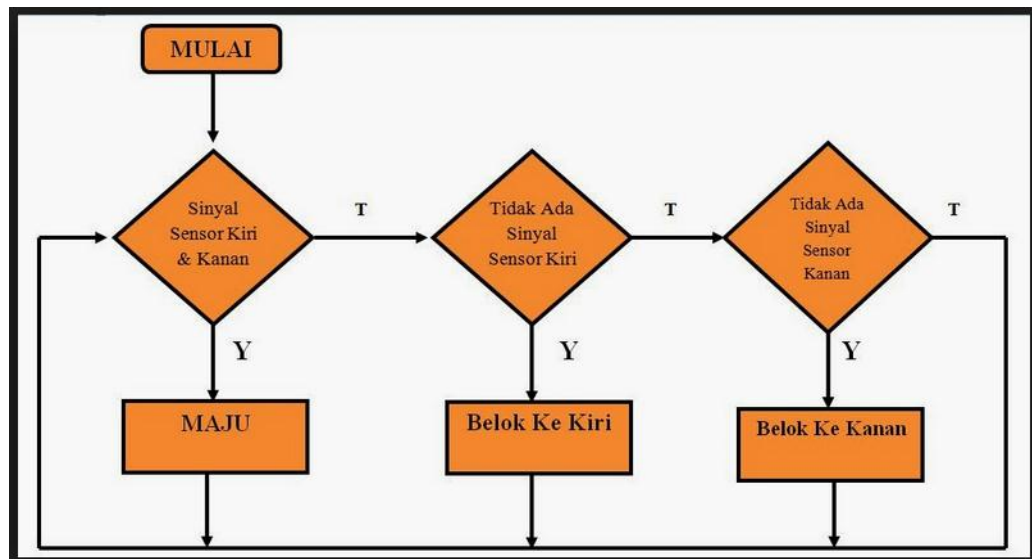 MULAI
Sinyal
Sensor Kiri
& Kanan
T
Tidak Ada
Sinyal
Sensor Kiri
T
Tidak Ada
Sinyal
Sensor
Kanan
T
Y
Y
Y
MAJU
Belok Ke Kiri
Belok Ke Kanan